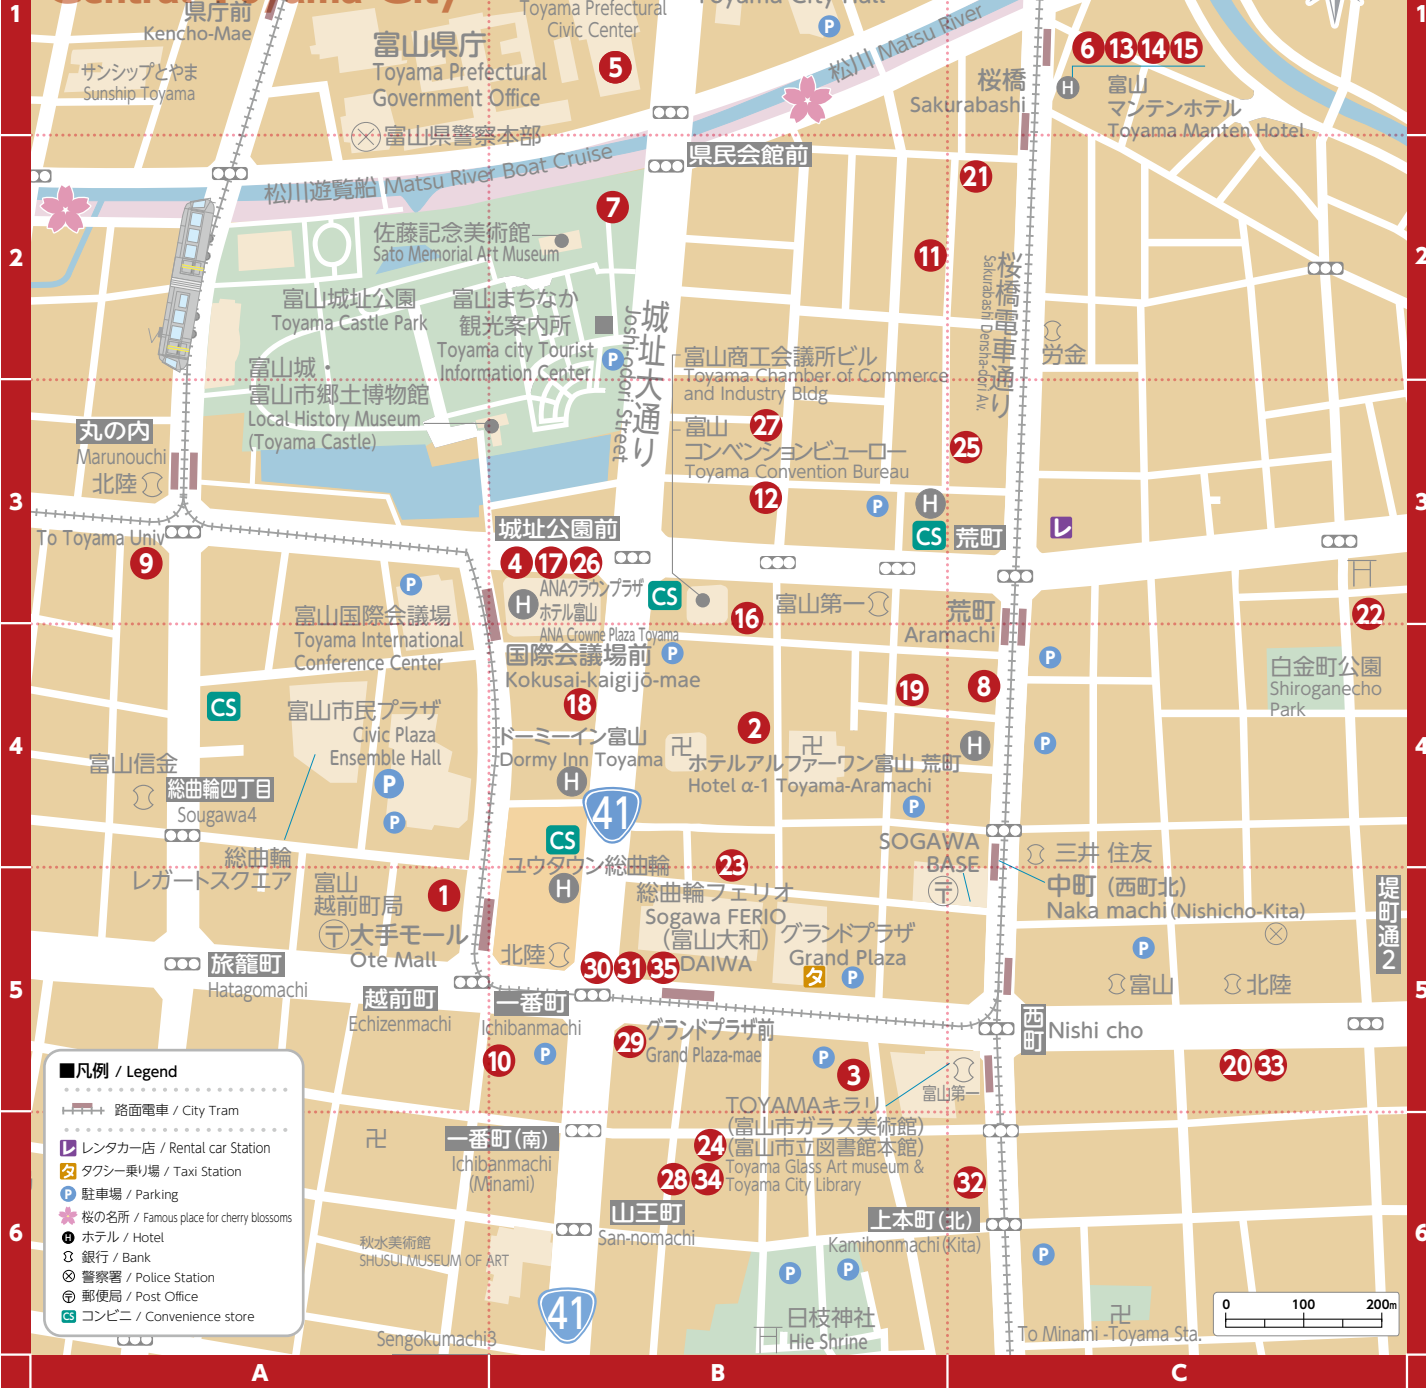 Central Toyama City
1
県庁前
Kencho-Mae
Toyama Prefectural
Civic Center
Toyama City Hall
P
1
サンシップとやま
Sunship Toyama
富山県庁
Toyama Prefectural
Government Office
5
松川 Matsu River
桜橋
Sakurabashi
6 13 14 15
H
富山
マンテンホテル
Toyama Manten Hotel
富山県警察本部
県民会館前
松川遊覧船 Matsu River Boat Cruise
21
7
2
佐藤記念美術館
Sato Memorial Art Museum
11
桜橋電車通り
Sakurabashi Densha-dori Av.
2
富山城址公園
Toyama Castle Park
富山まちなか
観光案内所
Toyama city Tourist
Information Center
P
城址大通り
Joshi-odori Street
労金
富山城・
富山市郷土博物館
Local History Museum
(Toyama Castle)
富山商工会議所ビル
Toyama Chamber of Commerce
and Industry Bldg
27
富山
コンベンションビューロー
Toyama Convention Bureau
25
丸の内
Marunouchi
北陸
3
12
P
H
CS
荒町
レ
3
To Toyama Univ
9
城址公園前
4 17 26
P
H
ANAクラウンプラザ
ホテル富山
ANA Crowne Plaza Toyama
CS
16
富山第一
荒町
Aramachi
22
富山国際会議場
Toyama International
Conference Center
国際会議場前
Kokusai-kaigijō-mae
P
P
白金町公園
Shiroganecho
Park
CS
18
19
8
富山市民プラザ
Civic Plaza
Ensemble Hall
2
4
ドーミーイン富山
Dormy Inn Toyama
H
卍
卍
ホテルアルファーワン富山 荒町
Hotel α-1 Toyama-Aramachi
H
P
4
富山信金
総曲輪四丁目
Sougawa4
P
P
41
P
CS
SOGAWA
BASE
三井 住友
総曲輪
レガートスクエア
ユウタウン総曲輪
H
23
中町 (西町北)
Naka machi (Nishicho-Kita)
富山
越前町局
1
総曲輪フェリオ
Sogawa FERIO
(富山大和)
DAIWA
グランドプラザ
Grand Plaza
堤町通2
大手モール
Ōte Mall
北陸
30 31 35
タ
P
P
旅籠町
Hatagomachi
富山
北陸
5
越前町
Echizenmachi
一番町
Ichibanmachi
西町
Nishi cho
5
29
グランドプラザ前
Grand Plaza-mae
10
P
P
3
富山第一
20 33
■凡例 / Legend
路面電車 / City Tram
レ レンタカー店 / Rental car Station
タ タクシー乗り場 / Taxi Station
P 駐車場 / Parking
桜の名所 / Famous place for cherry blossoms
H ホテル / Hotel
銀行 / Bank
警察署 / Police Station
郵便局 / Post Office
CS コンビニ / Convenience store
TOYAMAキラリ
(富山市ガラス美術館)
(富山市立図書館本館)
Toyama Glass Art museum &
Toyama City Library
24
28 34
32
卍
一番町(南)
Ichibanmachi
(Minami)
山王町
San-nomachi
上本町(北)
Kamihonmachi(Kita)
6
秋水美術館
SHUSUI MUSEUM OF ART
P
P
P
6
41
日枝神社
Hie Shrine
卍
To Minami -Toyama Sta.
Sengokumachi3
0 100 200m
A B C